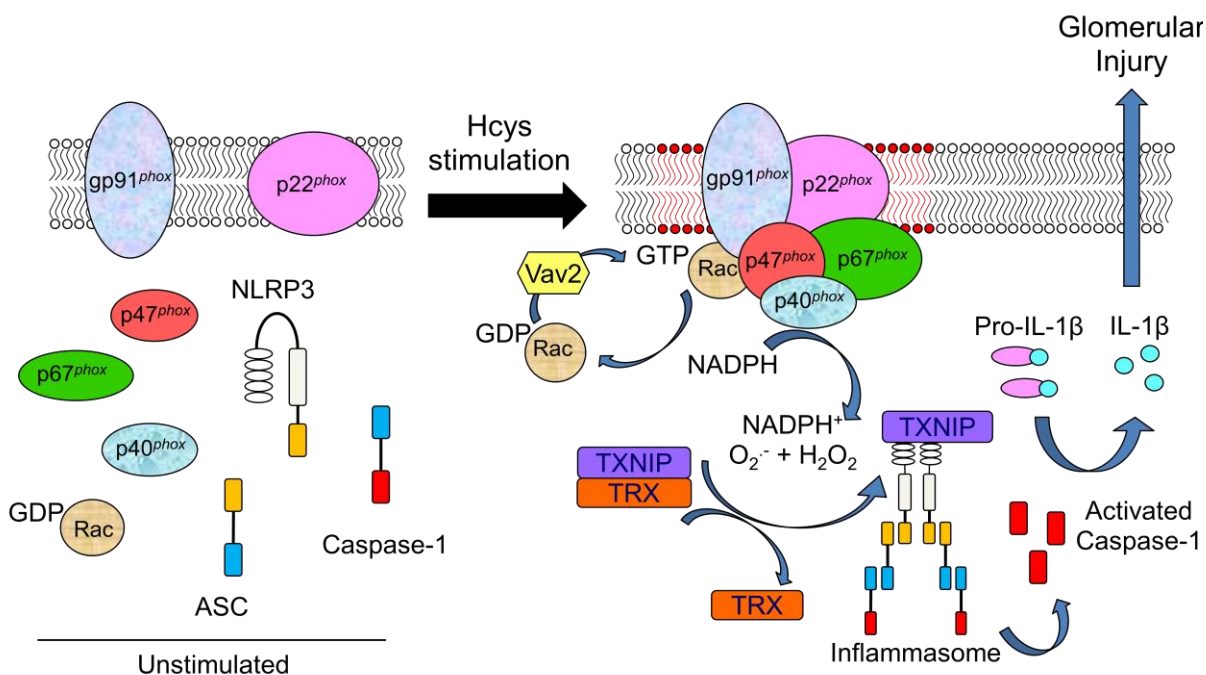 Glomerular
Injury
Hcys
stimulation
gp91phox
p22phox
gp91phox
p22phox
GTP
Rac
p47phox
p67phox
p40phox
Vav2
GDP
Rac
NADPH
NLRP3
p47phox
p67phox
p40phox
GDP
Rac
ASC
Caspase-1
Unstimulated
Pro-IL-1β
IL-1β
NADPH⁺
O₂·⁻ + H₂O₂
TXNIP
TXNIP
TRX
TRX
Activated
Caspase-1
Inflammasome